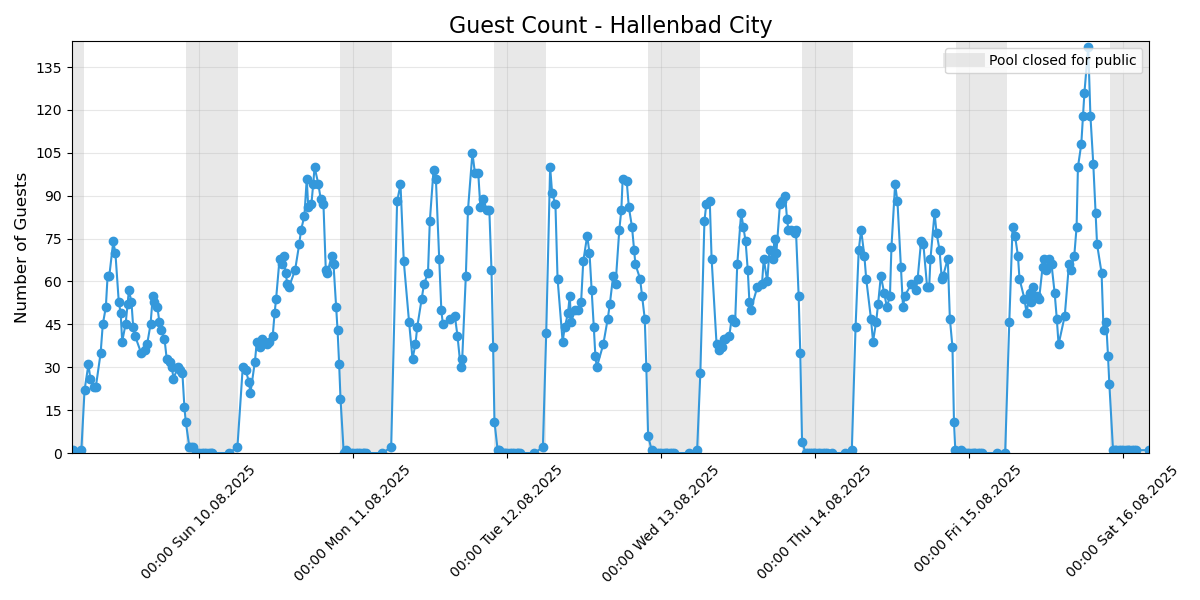 Guest Count - Hallenbad City
Pool closed for public
Number of Guests
135
120
105
90
75
60
45
30
15
0
00:00 Sun 10.08.2025
00:00 Mon 11.08.2025
00:00 Tue 12.08.2025
00:00 Wed 13.08.2025
00:00 Thu 14.08.2025
00:00 Fri 15.08.2025
00:00 Sat 16.08.2025